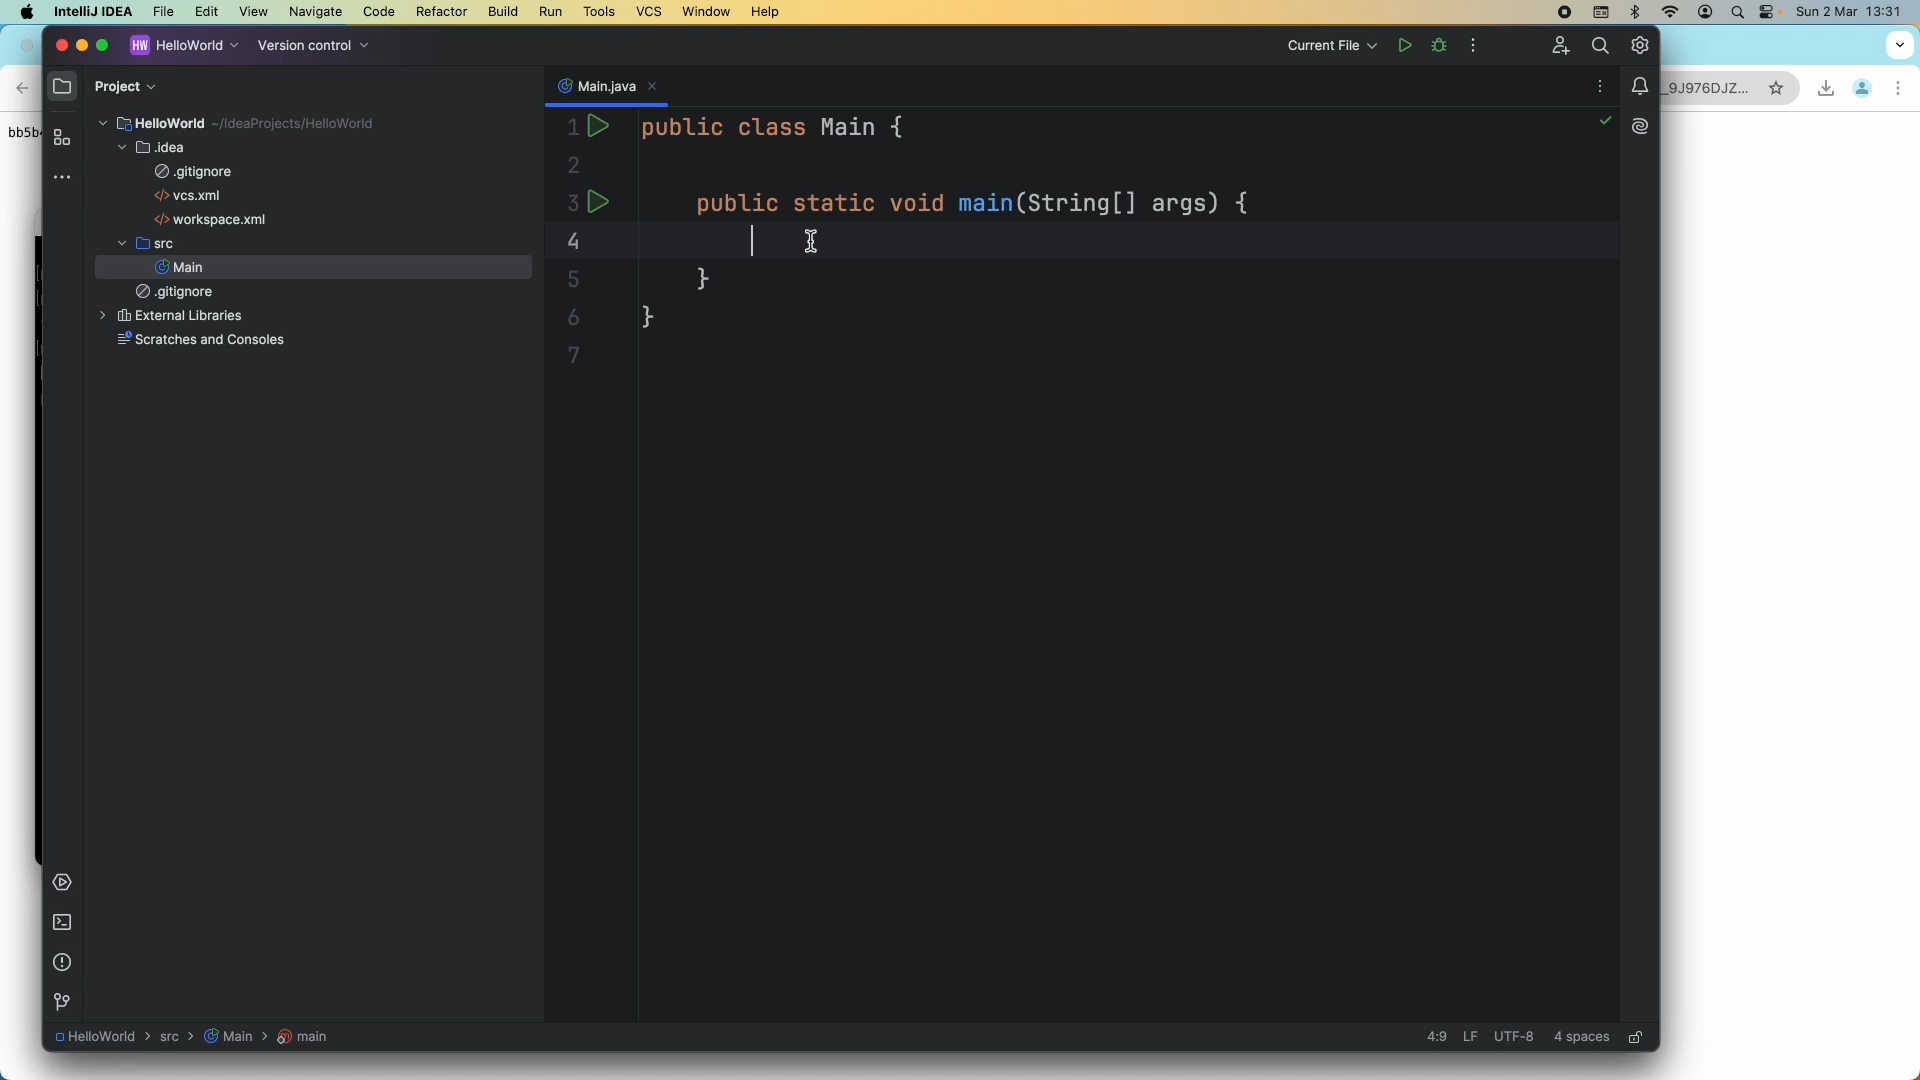 IntelliJ IDEA File Edit View Navigate Code Refactor Build Run Tools VCS Window Help Sun 2 Mar 13:31
HW HelloWorld Version control Current File
_9J976DJZ...
Project
Main.java
bb5b4
HelloWorld ~/IdeaProjects/HelloWorld
.idea
.gitignore
vcs.xml
workspace.xml
src
Main
.gitignore
External Libraries
Scratches and Consoles
1 public class Main {
2
3 public static void main(String[] args) {
4
5 }
6 }
7
HelloWorld > src > Main > main 4:9 LF UTF-8 4 spaces